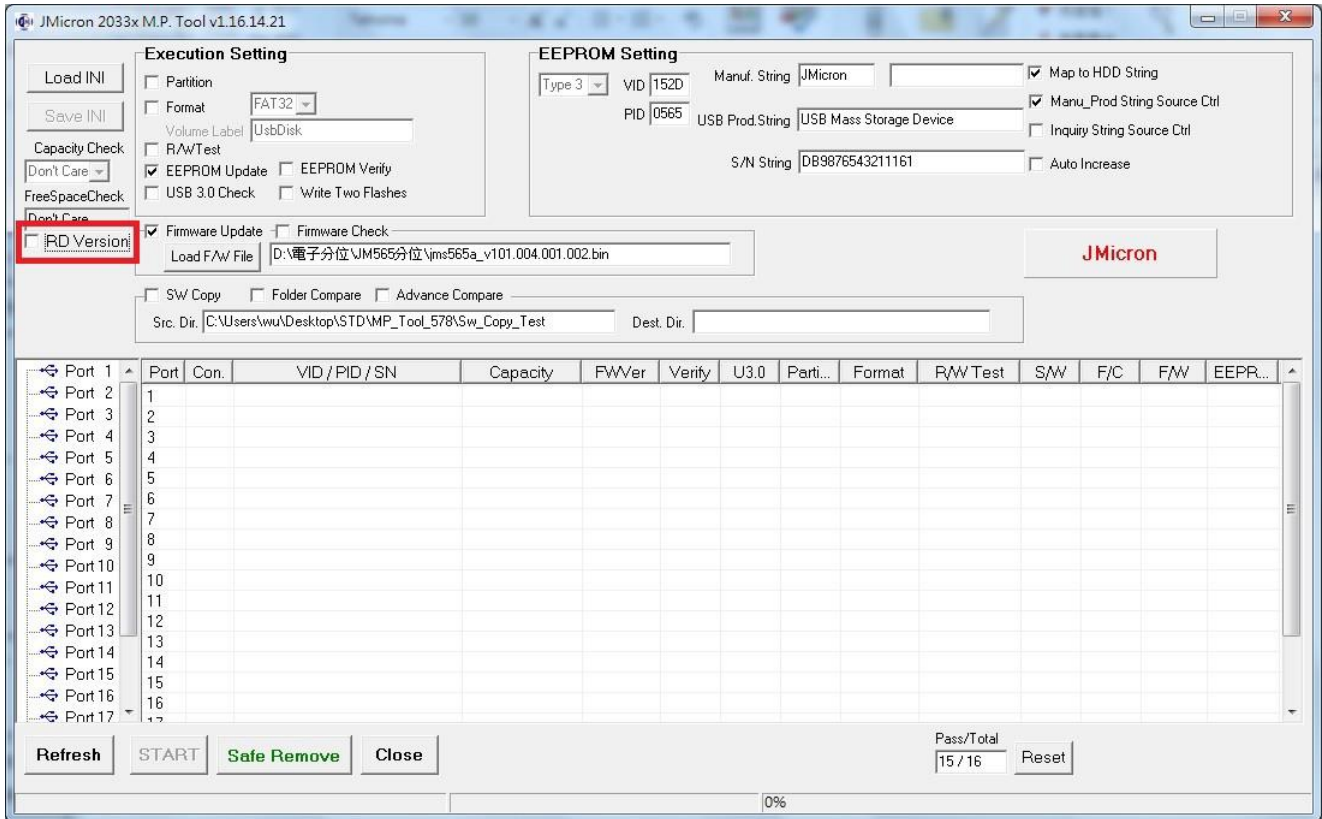 JMicron 2033x M.P. Tool v1.16.14.21
Load INI
Save INI
Capacity Check
Don't Care
FreeSpaceCheck
Don't Care
RD Version
Execution Setting
Partition
Format FAT32
Volume Label UsbDisk
R/WTest
EEPROM Update EEPROM Verify
USB 3.0 Check Write Two Flashes
EEPROM Setting
Type 3 VID 152D Manuf. String JMicron
PID 0565 USB Prod.String USB Mass Storage Device
S/N String DB9876543211161
Map to HDD String
Manu_Prod String Source Ctrl
Inquiry String Source Ctrl
Auto Increase
Firmware Update Firmware Check
Load F/W File D:\電子分位\JM565分位\jms565a_v101.004.001.002.bin
JMicron
SW Copy Folder Compare Advance Compare
Src. Dir. C:\Users\wu\Desktop\STD\MP_Tool_578\Sw_Copy_Test Dest. Dir.
Port 1
Port 2
Port 3
Port 4
Port 5
Port 6
Port 7
Port 8
Port 9
Port 10
Port 11
Port 12
Port 13
Port 14
Port 15
Port 16
Port 17
Port Con. VID / PID / SN Capacity FWVer Verify U3.0 Parti... Format R/W Test S/W F/C F/W EEPR...
1
2
3
4
5
6
7
8
9
10
11
12
13
14
15
16
17
Refresh START Safe Remove Close
Pass/Total
15 / 16 Reset
0%